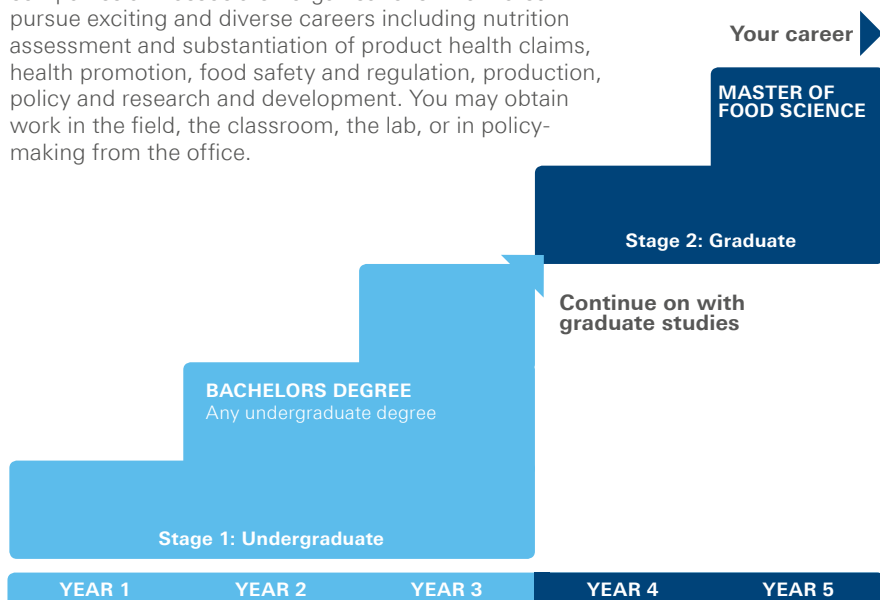 pursue exciting and diverse careers including nutrition
assessment and substantiation of product health claims,
health promotion, food safety and regulation, production,
policy and research and development. You may obtain
work in the field, the classroom, the lab, or in policy-
making from the office.
Your career
MASTER OF
FOOD SCIENCE
Stage 2: Graduate
Continue on with
graduate studies
BACHELORS DEGREE
Any undergraduate degree
Stage 1: Undergraduate
YEAR 1 YEAR 2 YEAR 3 YEAR 4 YEAR 5